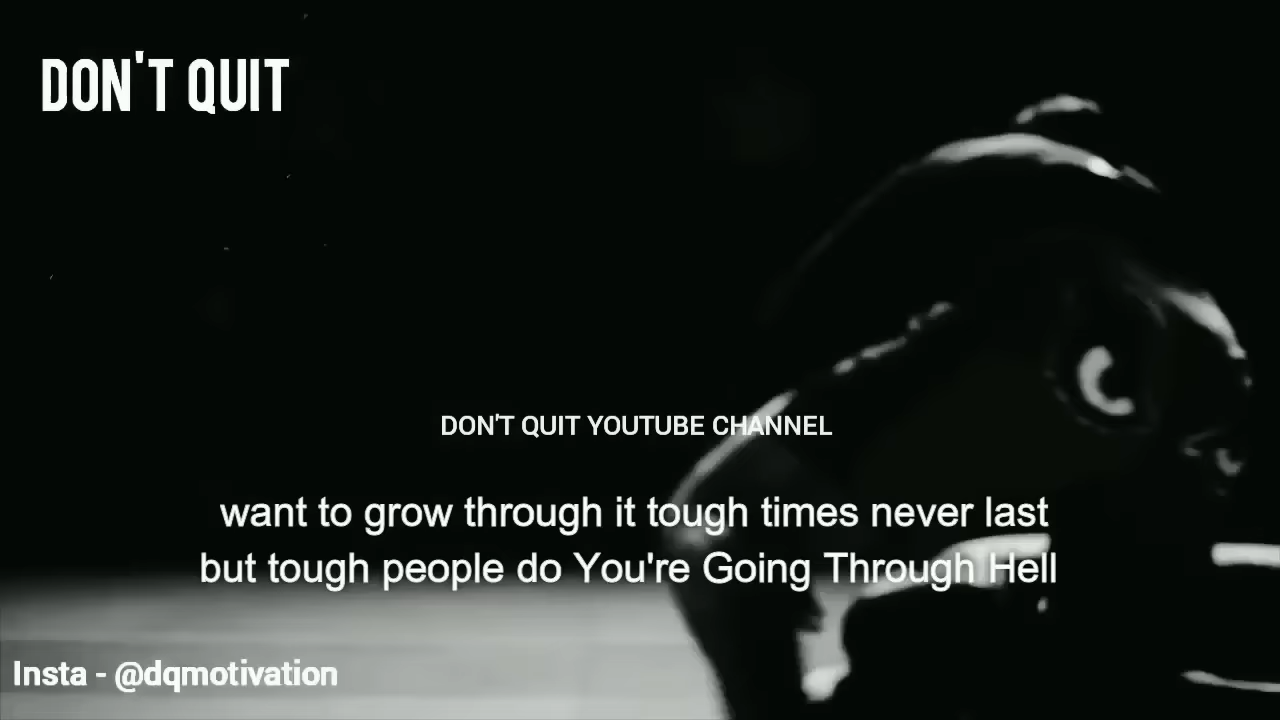 DON'T QUIT
DON'T QUIT YOUTUBE CHANNEL
want to grow through it tough times never last
but tough people do You're Going Through Hell
Insta - @dqmotivation